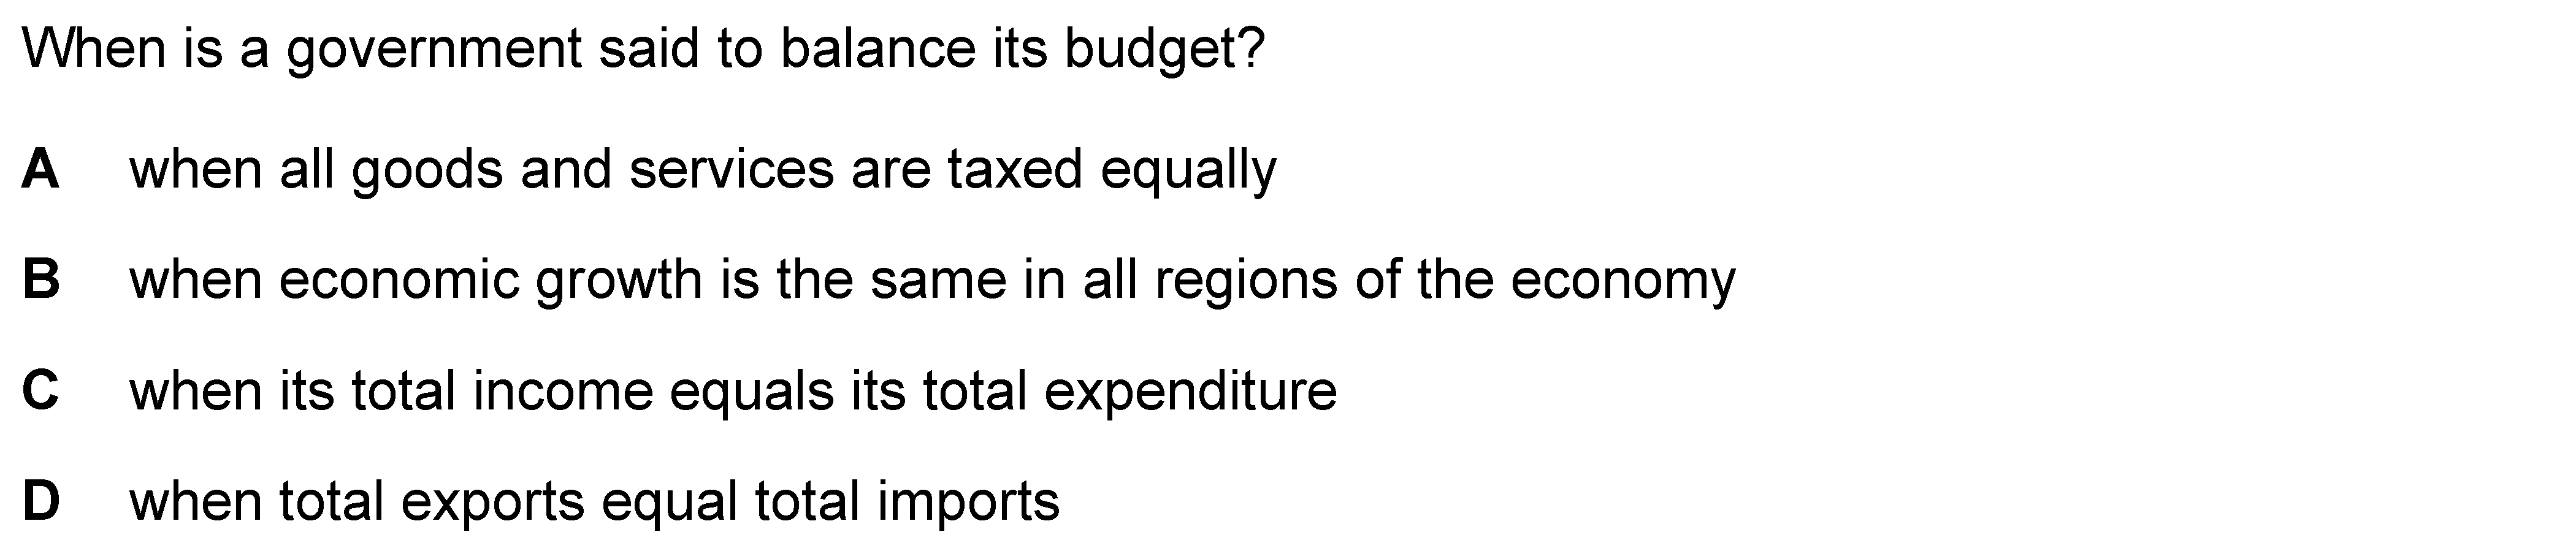 When is a government said to balance its budget?
A when all goods and services are taxed equally
B when economic growth is the same in all regions of the economy
C when its total income equals its total expenditure
D when total exports equal total imports